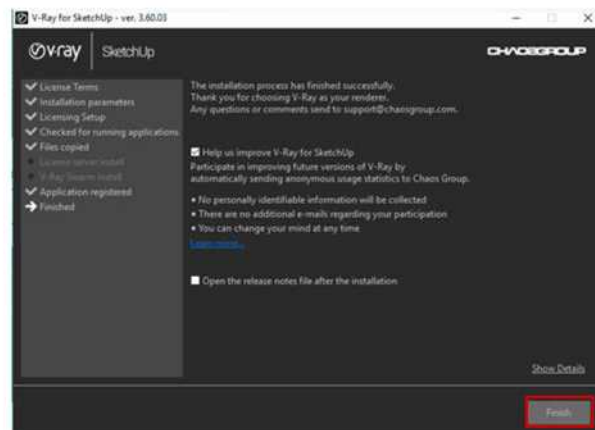 V-Ray for SketchUp - ver. 3.60.03
v·ray SketchUp
CHAOSGROUP
License Terms
Installation parameters
Licensing Setup
Checked for running applications
Files copied
License server install
V-Ray Swarm install
Application registered
Finished
The installation process has finished successfully.
Thank you for choosing V-Ray as your renderer.
Any questions or comments send to support@chaosgroup.com.
Help us improve V-Ray for SketchUp
Participate in improving future versions of V-Ray by
automatically sending anonymous usage statistics to Chaos Group.
• No personally identifiable information will be collected
• There are no additional e-mails regarding your participation
• You can change your mind at any time
Learn more...
Open the release notes file after the installation
Show Details
Finish